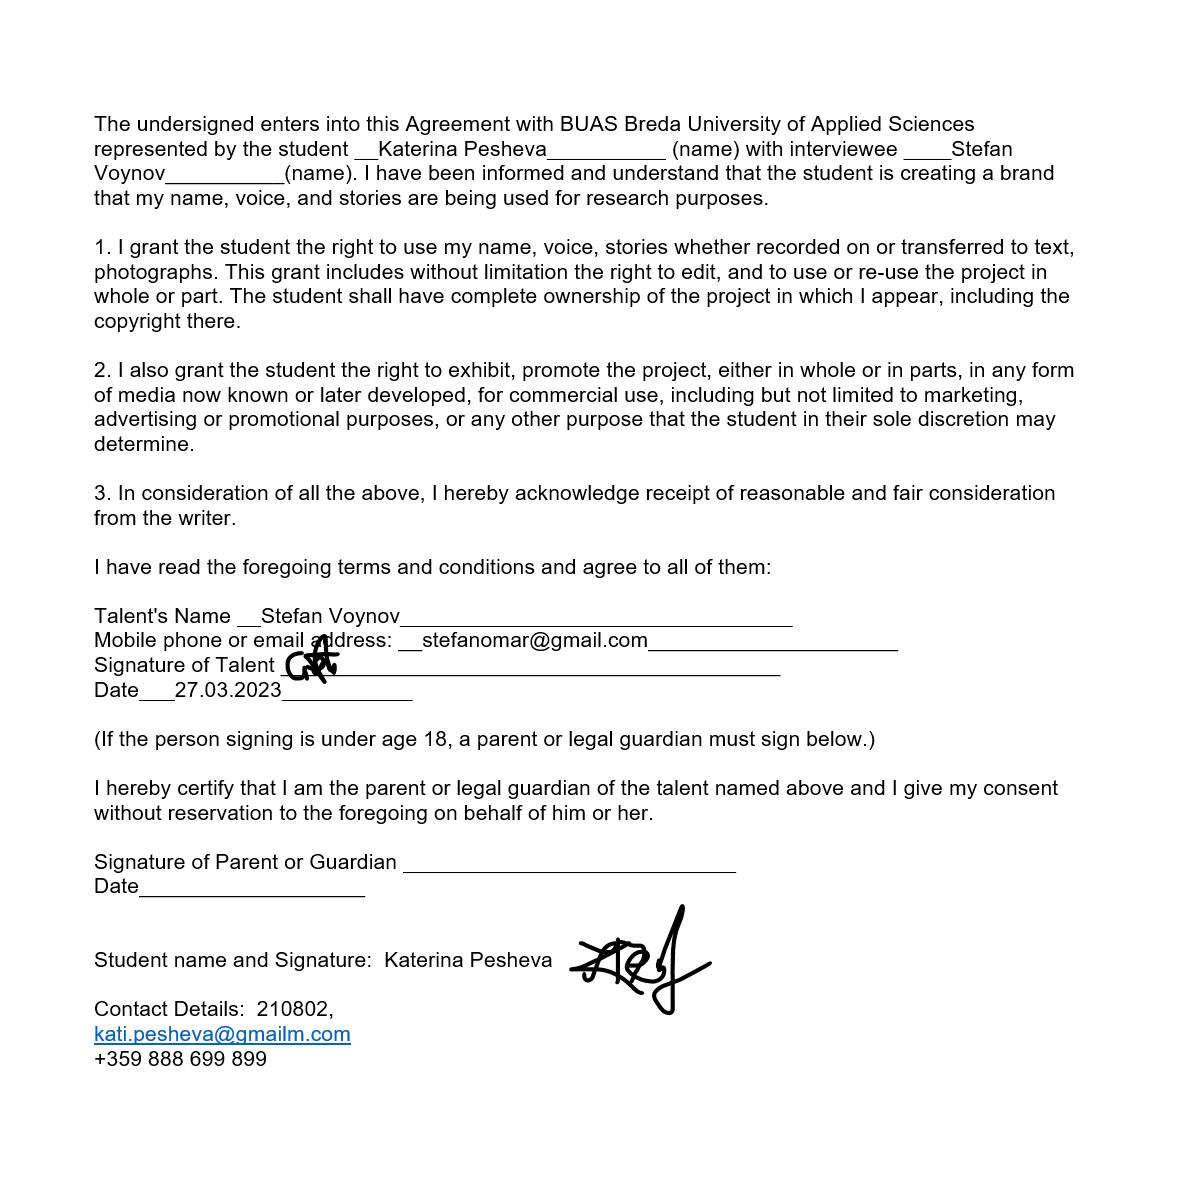 The undersigned enters into this Agreement with BUAS Breda University of Applied Sciences
represented by the student __Katerina Pesheva__________ (name) with interviewee ____Stefan
Voynov__________(name). I have been informed and understand that the student is creating a brand
that my name, voice, and stories are being used for research purposes.
1. I grant the student the right to use my name, voice, stories whether recorded on or transferred to text,
photographs. This grant includes without limitation the right to edit, and to use or re-use the project in
whole or part. The student shall have complete ownership of the project in which I appear, including the
copyright there.
2. I also grant the student the right to exhibit, promote the project, either in whole or in parts, in any form
of media now known or later developed, for commercial use, including but not limited to marketing,
advertising or promotional purposes, or any other purpose that the student in their sole discretion may
determine.
3. In consideration of all the above, I hereby acknowledge receipt of reasonable and fair consideration
from the writer.
I have read the foregoing terms and conditions and agree to all of them:
Talent's Name __Stefan Voynov_________________________________
Mobile phone or email address: __stefanomar@gmail.com_____________________
Signature of Talent __________________________________________
Date___27.03.2023___________
(If the person signing is under age 18, a parent or legal guardian must sign below.)
I hereby certify that I am the parent or legal guardian of the talent named above and I give my consent
without reservation to the foregoing on behalf of him or her.
Signature of Parent or Guardian ____________________________
Date___________________
Student name and Signature: Katerina Pesheva
Contact Details: 210802,
kati.pesheva@gmailm.com
+359 888 699 899